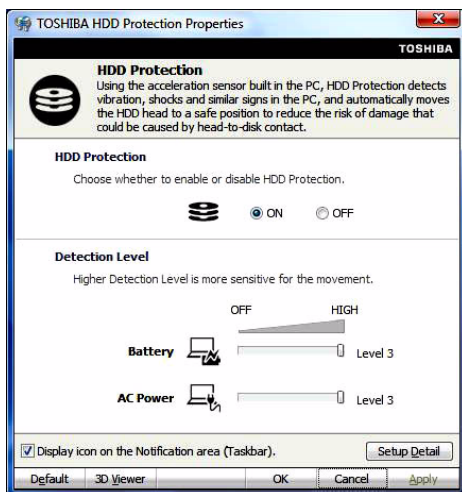 TOSHIBA HDD Protection Properties
TOSHIBA
HDD Protection
Using the acceleration sensor built in the PC, HDD Protection detects
vibration, shocks and similar signs in the PC, and automatically moves
the HDD head to a safe position to reduce the risk of damage that
could be caused by head-to-disk contact.
HDD Protection
Choose whether to enable or disable HDD Protection.
ON OFF
Detection Level
Higher Detection Level is more sensitive for the movement.
OFF HIGH
Battery Level 3
AC Power Level 3
Display icon on the Notification area (Taskbar). Setup Detail
Default 3D Viewer OK Cancel Apply